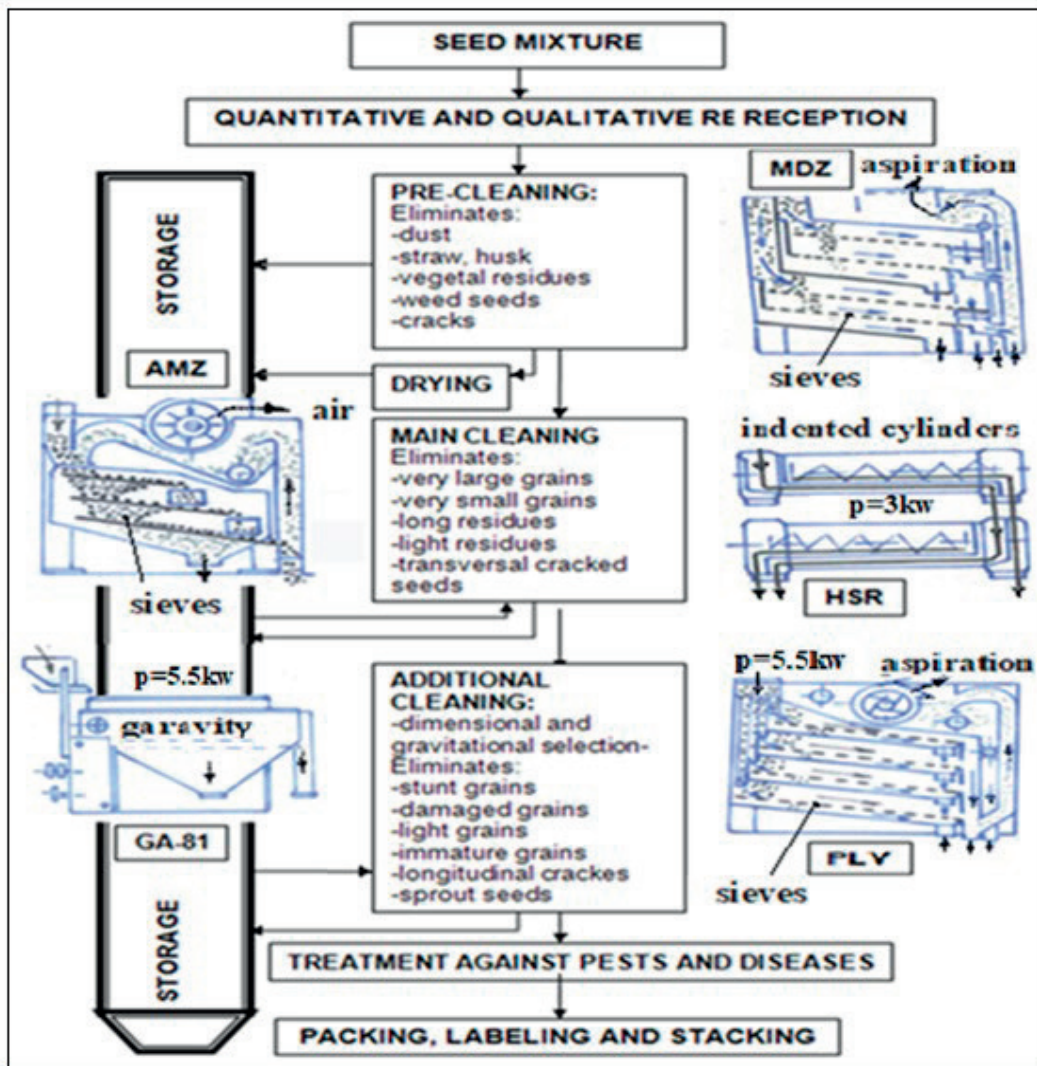 SEED MIXTURE
QUANTITATIVE AND QUALITATIVE RE RECEPTION
PRE-CLEANING:
Eliminates:
-dust
-straw, husk
-vegetal residues
-weed seeds
-cracks
MDZ
aspiration
sieves
STORAGE
AMZ
air
sieves
DRYING
MAIN CLEANING
Eliminates:
-very large grains
-very small grains
-long residues
-light residues
-transversal cracked
seeds
indented cylinders
p=3kw
HSR
p=5.5kw
garavity
GA-81
STORAGE
ADDITIONAL
CLEANING:
-dimensional and
gravitational selection-
Eliminates:
-stunt grains
-damaged grains
-light grains
-immature grains
-longitudinal crackes
-sprout seeds
p=5.5kw
aspiration
PLV
sieves
TREATMENT AGAINST PESTS AND DISEASES
PACKING, LABELING AND STACKING